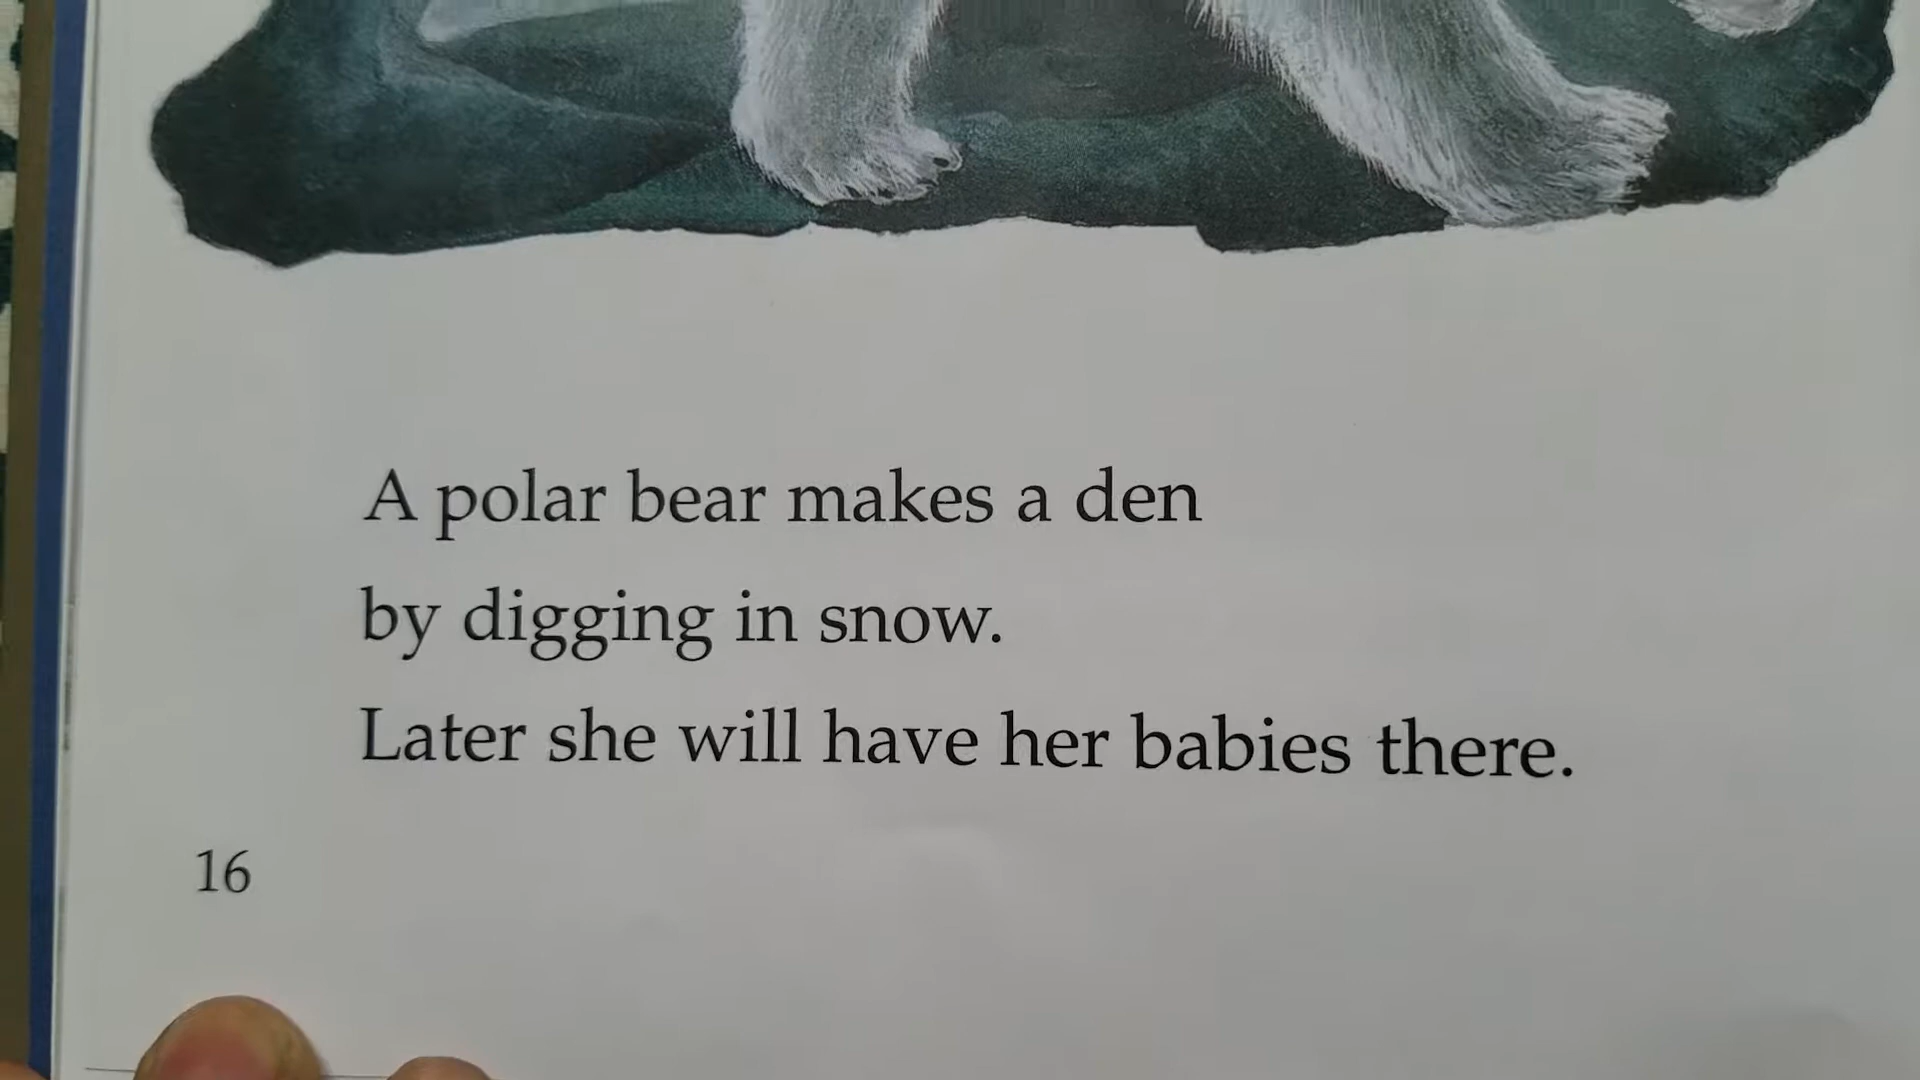 A polar bear makes a den
by digging in snow.
Later she will have her babies there.
16